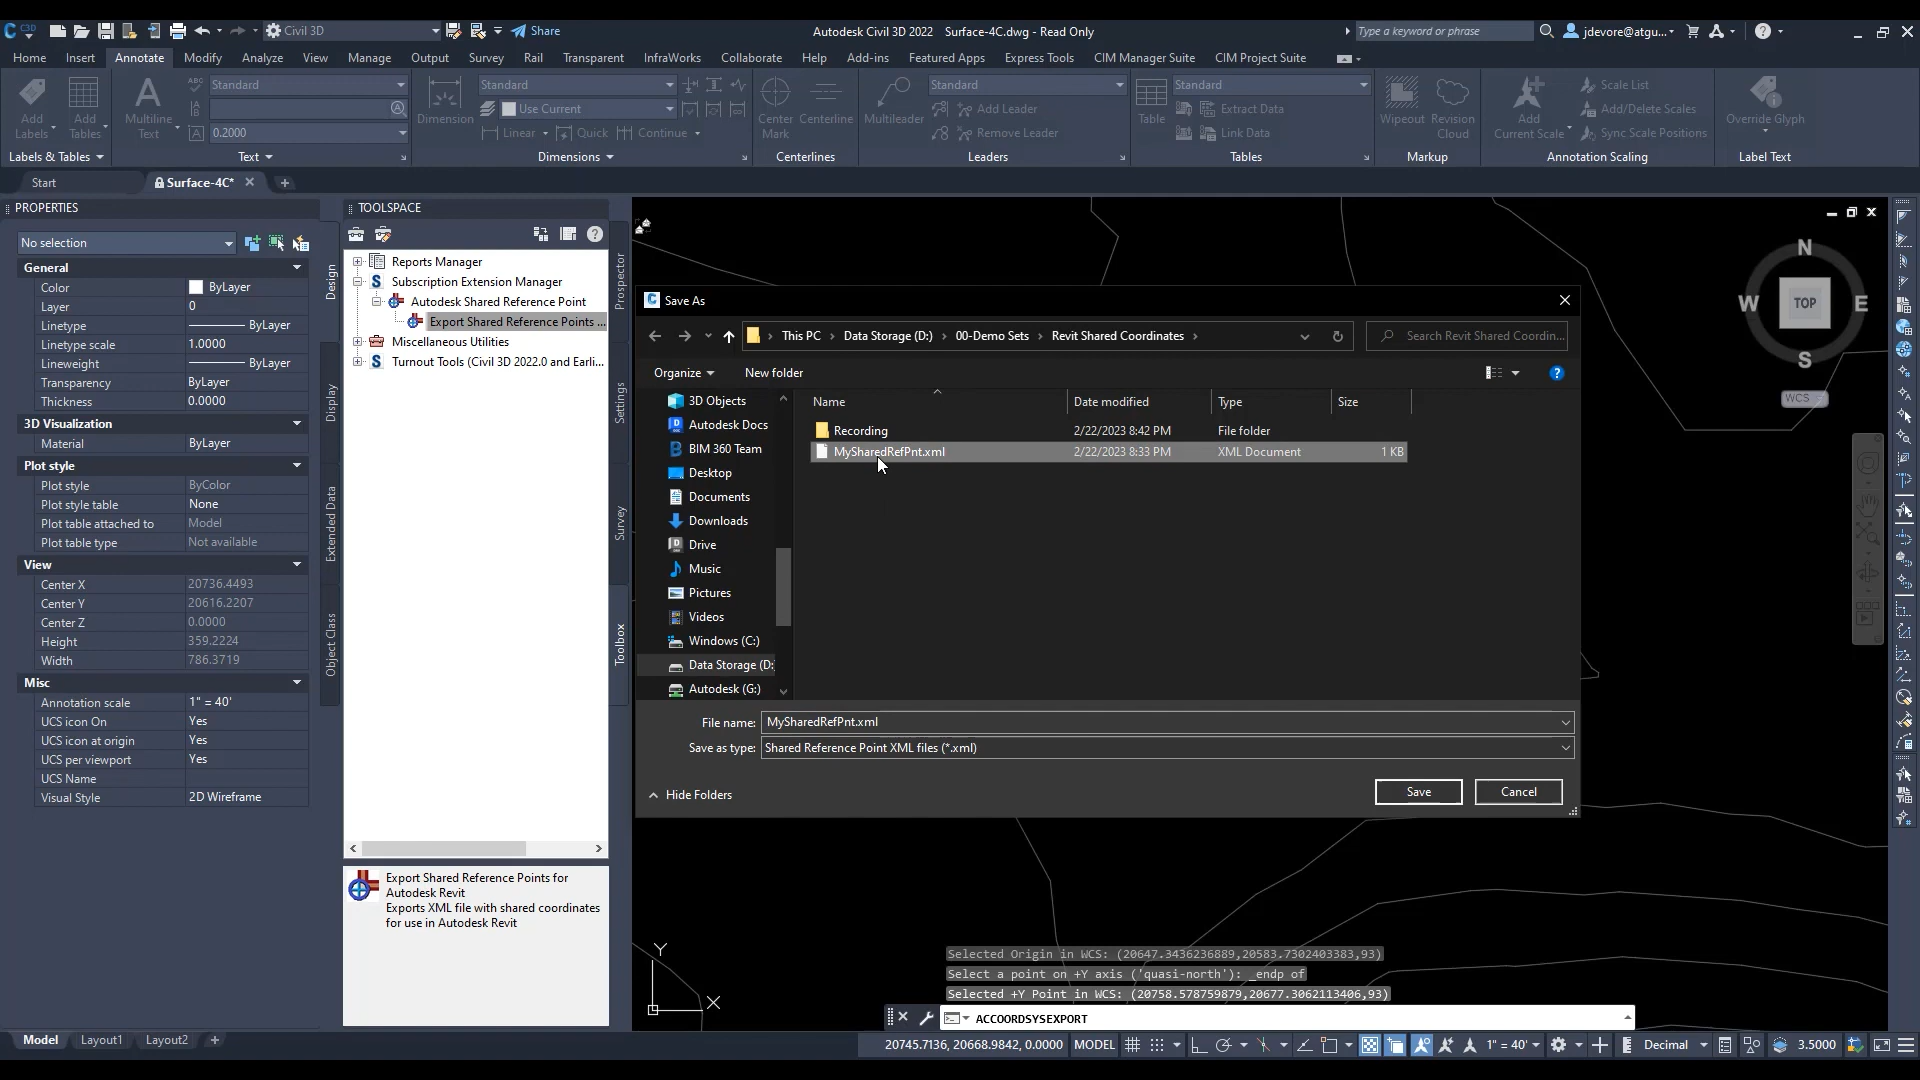 C3D
Civil 3D
Share
Autodesk Civil 3D 2022   Surface-4C.dwg - Read Only
Type a keyword or phrase
jdevore@atgu...
Home Insert Annotate Modify Analyze View Manage Output Survey Rail Transparent InfraWorks Collaborate Help Add-ins Featured Apps Express Tools CIM Manager Suite CIM Project Suite
Add Labels
Add Tables
Labels & Tables
Multiline Text
Standard
0.2000
Text
Dimension
Standard
Use Current
Linear Quick Continue
Dimensions
Center Mark
Centerline
Centerlines
Multileader
Standard
Add Leader
Remove Leader
Leaders
Table
Standard
Extract Data
Link Data
Tables
Wipeout
Revision Cloud
Markup
Add Current Scale
Scale List
Add/Delete Scales
Sync Scale Positions
Annotation Scaling
Override Glyph
Label Text
Start
Surface-4C*
PROPERTIES
No selection
General
Color ByLayer
Layer 0
Linetype ByLayer
Linetype scale 1.0000
Lineweight ByLayer
Transparency ByLayer
Thickness 0.0000
3D Visualization
Material ByLayer
Plot style
Plot style ByColor
Plot style table None
Plot table attached to Model
Plot table type Not available
View
Center X 20736.4493
Center Y 20616.2207
Center Z 0.0000
Height 359.2224
Width 786.3719
Misc
Annotation scale 1" = 40'
UCS icon On Yes
UCS icon at origin Yes
UCS per viewport Yes
UCS Name
Visual Style 2D Wireframe
Design
Display
Extended Data
Object Class
TOOLSPACE
Reports Manager
Subscription Extension Manager
Autodesk Shared Reference Point
Export Shared Reference Points ...
Miscellaneous Utilities
Turnout Tools (Civil 3D 2022.0 and Earli...
Export Shared Reference Points for
Autodesk Revit
Exports XML file with shared coordinates
for use in Autodesk Revit
Prospector
Settings
Survey
Toolbox
Save As
This PC Data Storage (D:) 00-Demo Sets Revit Shared Coordinates
Search Revit Shared Coordin...
Organize New folder
3D Objects
Autodesk Docs
BIM 360 Team
Desktop
Documents
Downloads
Drive
Music
Pictures
Videos
Windows (C:)
Data Storage (D:
Autodesk (G:)
Name Date modified Type Size
Recording 2/22/2023 8:42 PM File folder
MySharedRefPnt.xml 2/22/2023 8:33 PM XML Document 1 KB
File name: MySharedRefPnt.xml
Save as type: Shared Reference Point XML files (*.xml)
Hide Folders
Save
Cancel
N
W TOP E
S
WCS
Y
X
Selected Origin in WCS: (20647.3436236889,20583.7302403383,93)
Select a point on +Y axis ('quasi-north'): _endp of
Selected +Y Point in WCS: (20758.578759879,20677.3062113406,93)
ACCOORDSYSEXPORT
Model Layout1 Layout2
20745.7136, 20668.9842, 0.0000 MODEL 1" = 40' Decimal 3.5000